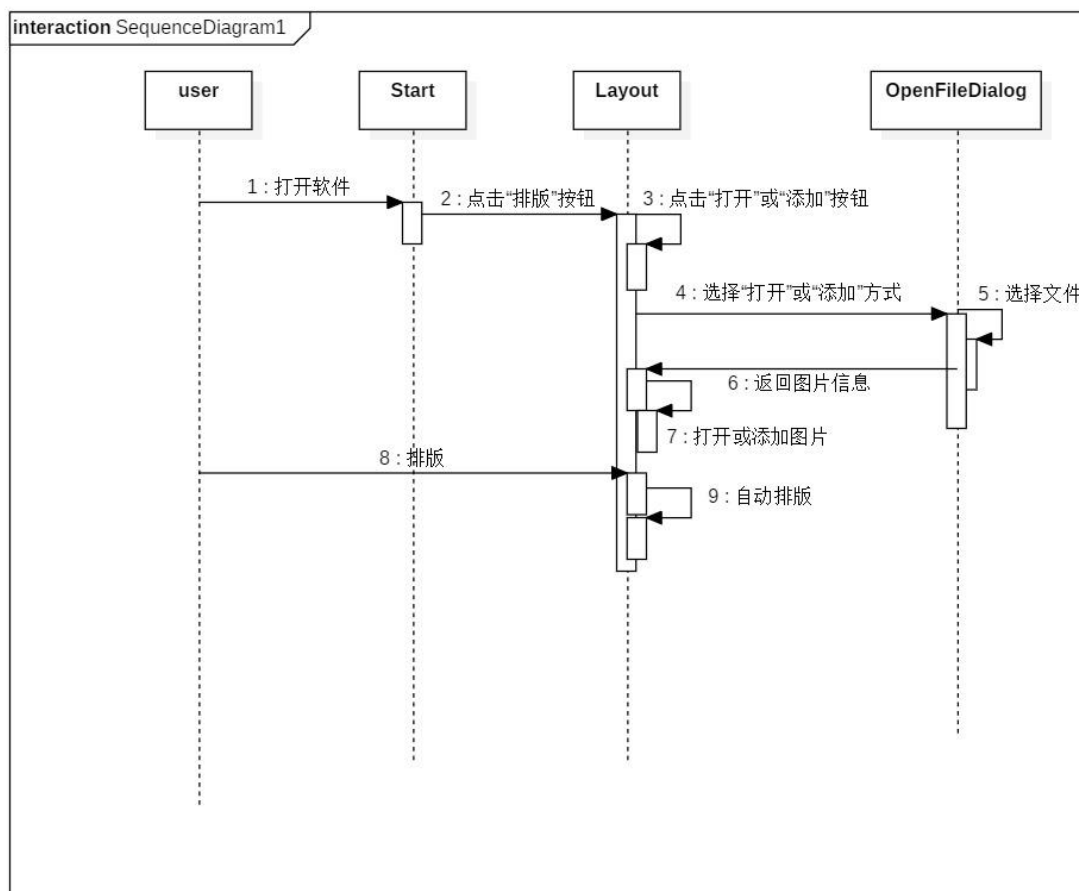 interaction SequenceDiagram1
user
Start
Layout
OpenFileDialog
1 : 打开软件
2 : 点击“排版”按钮
3 : 点击“打开”或“添加”按钮
4 : 选择“打开”或“添加”方式
5 : 选择文件
6 : 返回图片信息
7 : 打开或添加图片
8 : 排版
9 : 自动排版